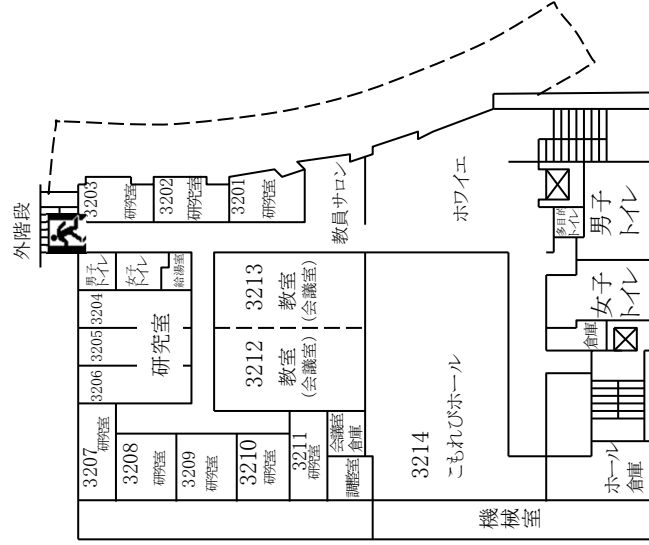 外階段
3203
研究室
3202
研究室
3201
研究室
教員サロン
ホワイエ
男子
トイレ
女子
トイレ
給湯室
3204
3205
3206
研究室
3207
研究室
3208
研究室
3209
研究室
3210
研究室
3211
研究室
3213
教室
(会議室)
3212
教室
(会議室)
会議室
倉庫
調整室
3214
こもれびホール
機械室
多目的
トイレ
男子
トイレ
女子
トイレ
倉庫
ホール
倉庫